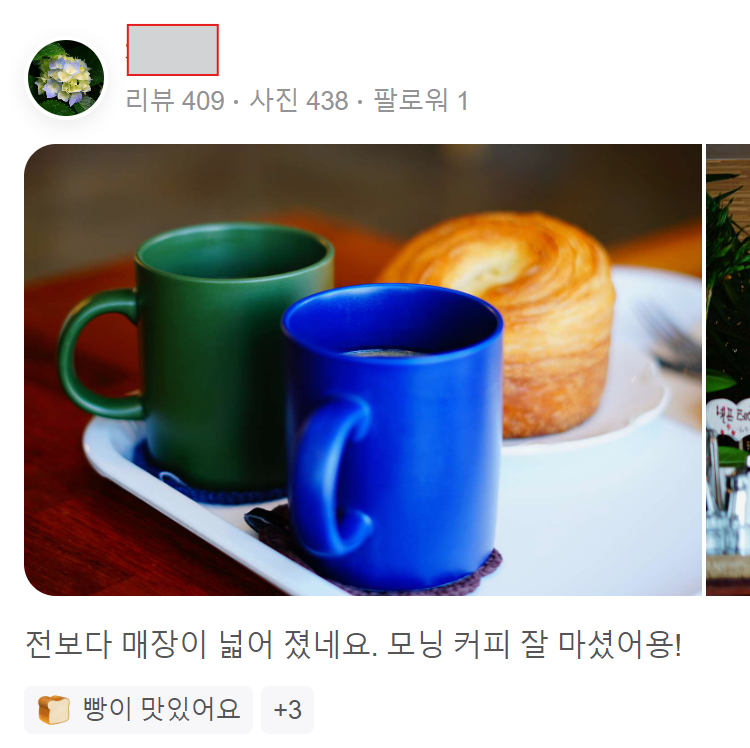 리뷰 409 · 사진 438 · 팔로워 1
전보다 매장이 넓어 졌네요. 모닝 커피 잘 마셨어용!
빵이 맛있어요 +3